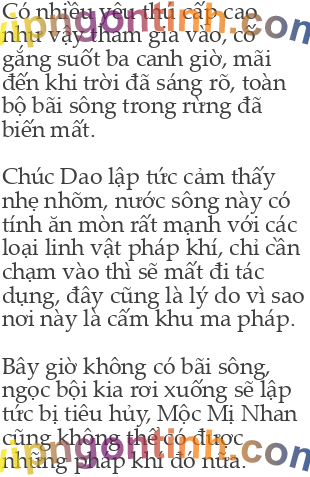 Có nhiều yêu thú cấp cao
như vậy tham gia vào, cố
gắng suốt ba canh giờ, mãi
đến khi trời đã sáng rõ, toàn
bộ bãi sông trong rừng đã
biến mất.
Chúc Dao lập tức cảm thấy
nhẹ nhõm, nước sông này có
tính ăn mòn rất mạnh với các
loại linh vật pháp khí, chỉ cần
chạm vào thì sẽ mất đi tác
dụng, đây cũng là lý do vì sao
nơi này là cấm khu ma pháp.
Bây giờ không có bãi sông,
ngọc bội kia rơi xuống sẽ lập
tức bị tiêu hủy, Mộc Mị Nhan
cũng không thể có được
những pháp khí đó nữa.
vipngontinh.com
vipngontinh.com